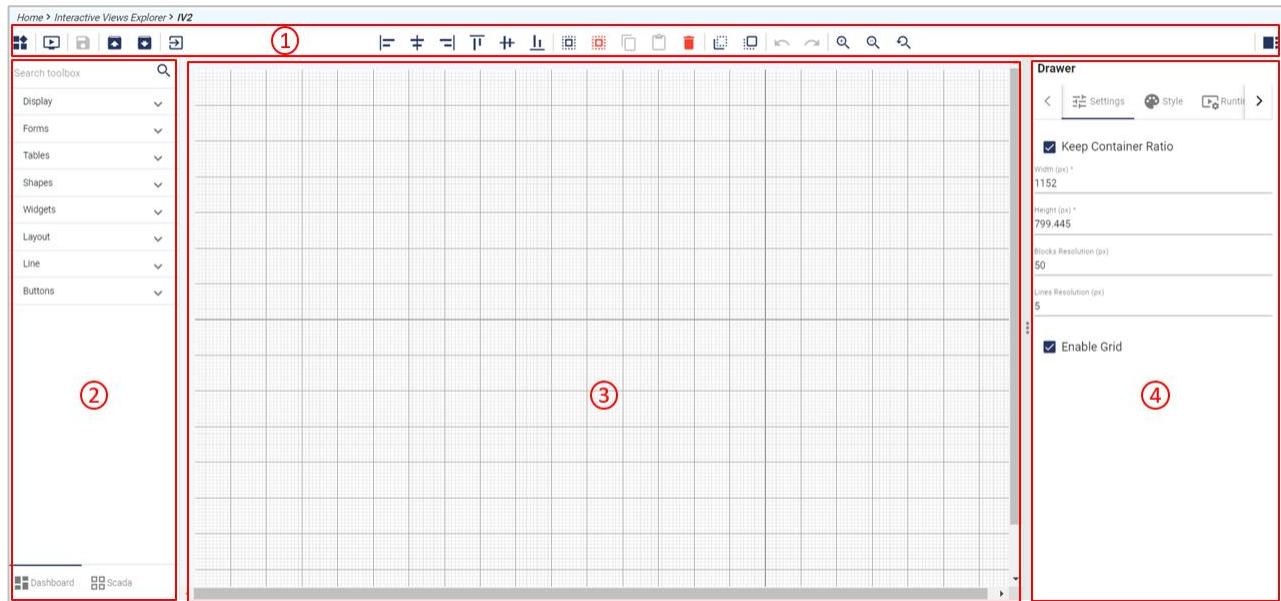 Home > Interactive Views Explorer > IV2
1
Search toolbox
Display
Forms
Tables
Shapes
Widgets
Layout
Line
Buttons
2
Dashboard
Scada
3
Drawer
Settings
Style
Runti
Keep Container Ratio
Width (px) *
1152
Height (px) *
799.445
Blocks Resolution (px)
50
Lines Resolution (px)
5
Enable Grid
4